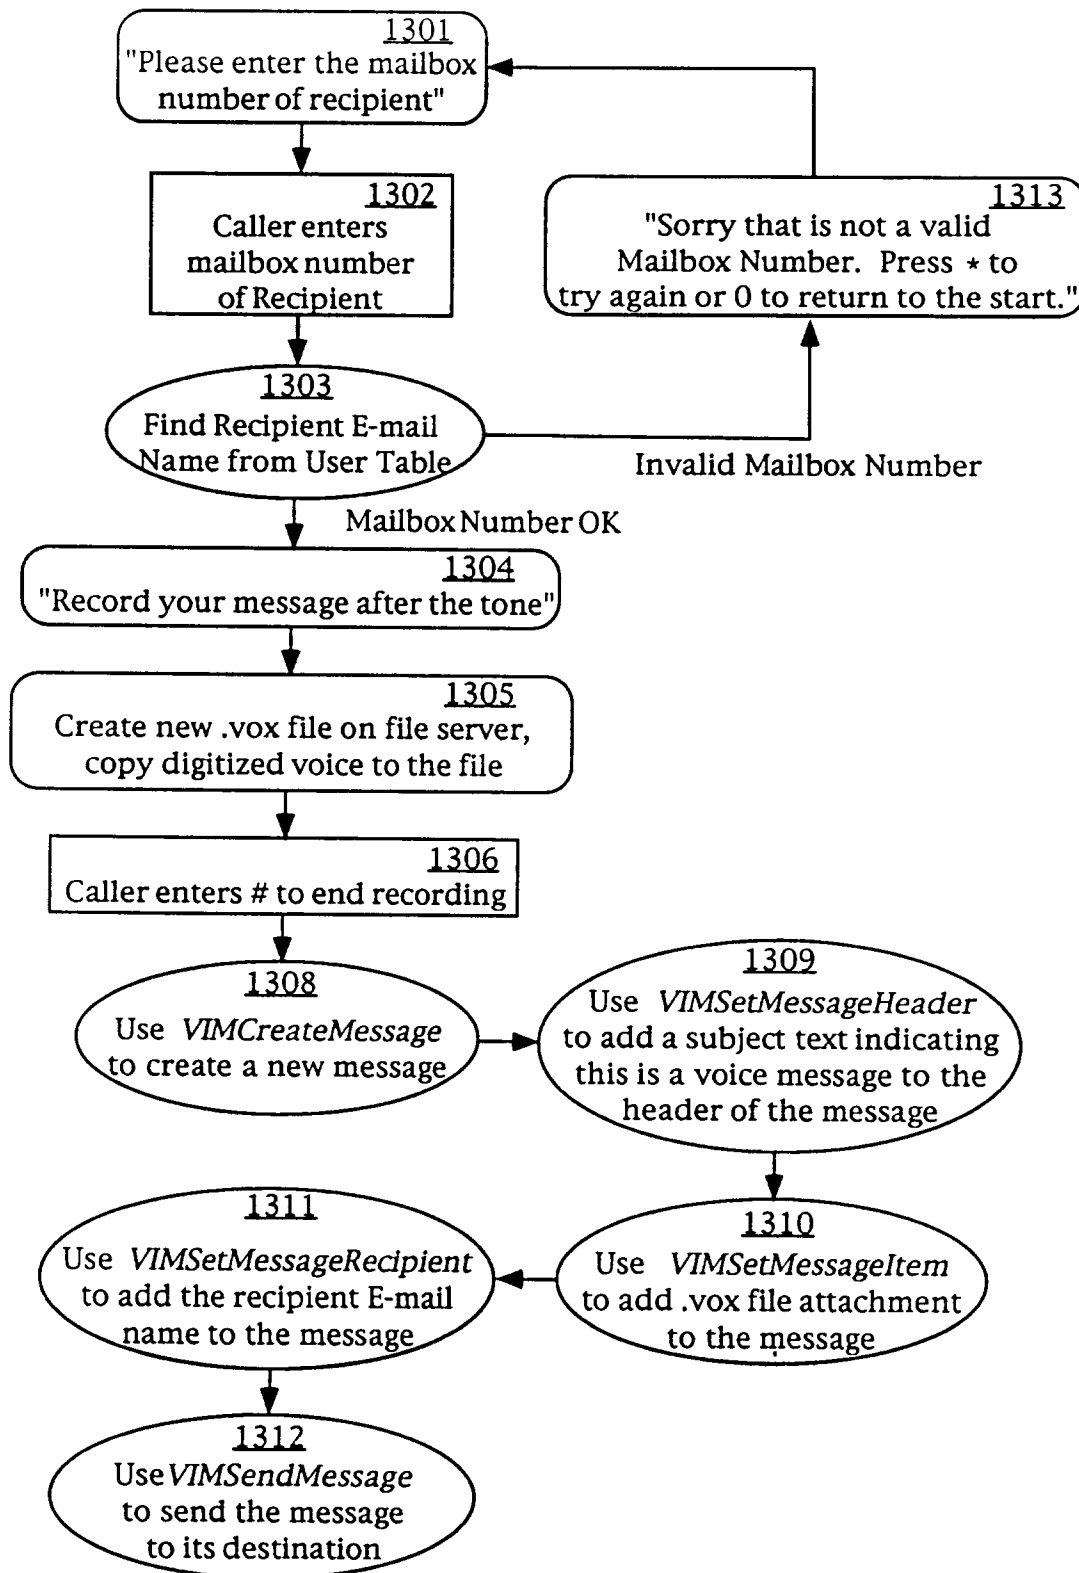 1301
"Please enter the mailbox
number of recipient"
1302
Caller enters
mailbox number
of Recipient
1313
"Sorry that is not a valid
Mailbox Number. Press * to
try again or 0 to return to the start."
1303
Find Recipient E-mail
Name from User Table
Invalid Mailbox Number
Mailbox Number OK
1304
"Record your message after the tone"
1305
Create new .vox file on file server,
copy digitized voice to the file
1306
Caller enters # to end recording
1308
Use VIMCreateMessage
to create a new message
1309
Use VIMSetMessageHeader
to add a subject text indicating
this is a voice message to the
header of the message
1310
Use VIMSetMessageItem
to add .vox file attachment
to the message
1311
Use VIMSetMessageRecipient
to add the recipient E-mail
name to the message
1312
Use VIMSendMessage
to send the message
to its destination